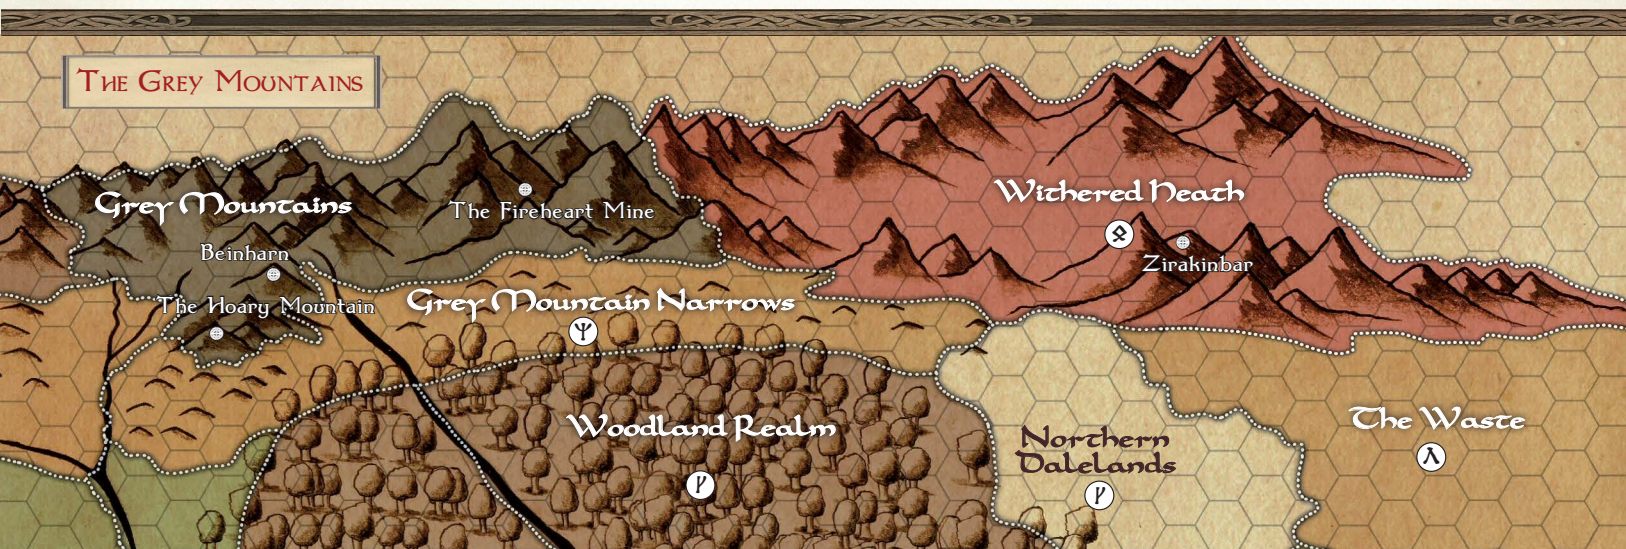 The Grey Mountains
Grey Mountains
The Fireheart Mine
Withered Heath
Beinharn
Zirakinbar
The Hoary Mountain
Grey Mountain Narrows
ᛉ
Woodland Realm
ᚠ
Northern
Dalelands
ᚠ
The Waste